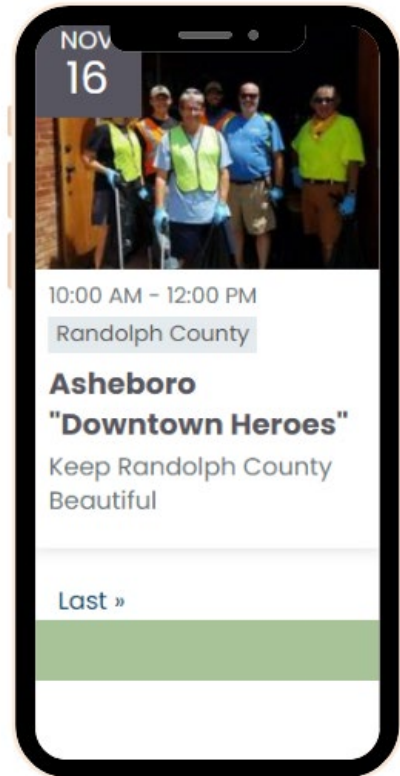 NOV
16
10:00 AM - 12:00 PM
Randolph County
Asheboro
"Downtown Heroes"
Keep Randolph County
Beautiful
Last »